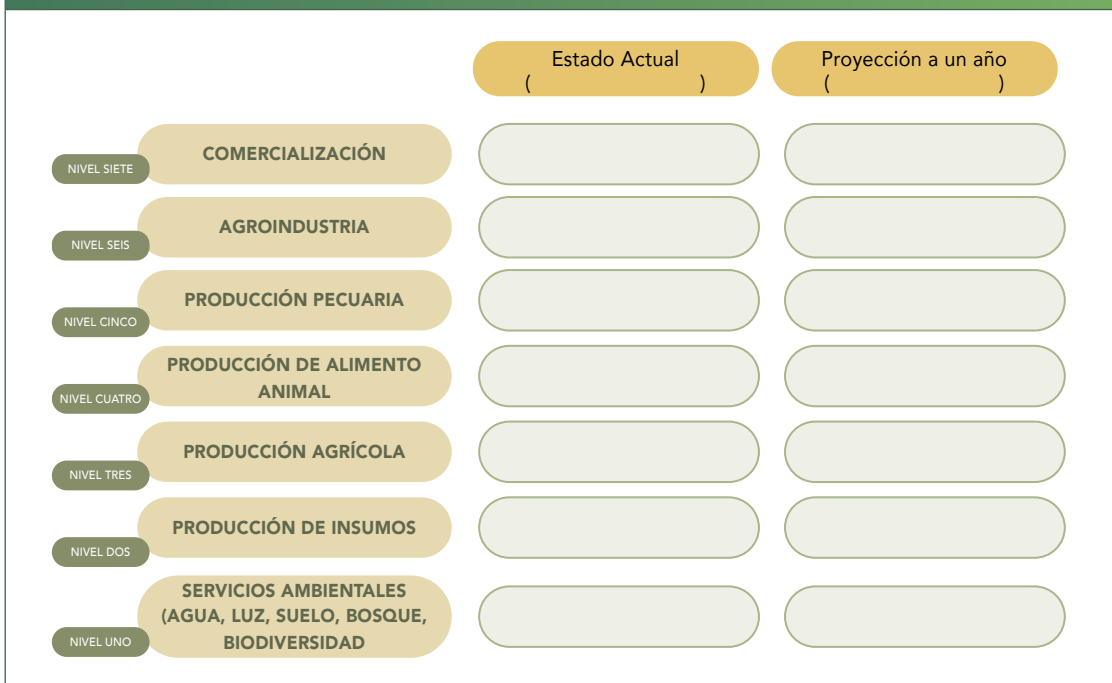 Estado Actual
( )
Proyección a un año
( )
COMERCIALIZACIÓN
NIVEL SIETE
AGROINDUSTRIA
NIVEL SEIS
PRODUCCIÓN PECUARIA
NIVEL CINCO
PRODUCCIÓN DE ALIMENTO
ANIMAL
NIVEL CUATRO
PRODUCCIÓN AGRÍCOLA
NIVEL TRES
PRODUCCIÓN DE INSUMOS
NIVEL DOS
SERVICIOS AMBIENTALES
(AGUA, LUZ, SUELO, BOSQUE,
BIODIVERSIDAD
NIVEL UNO